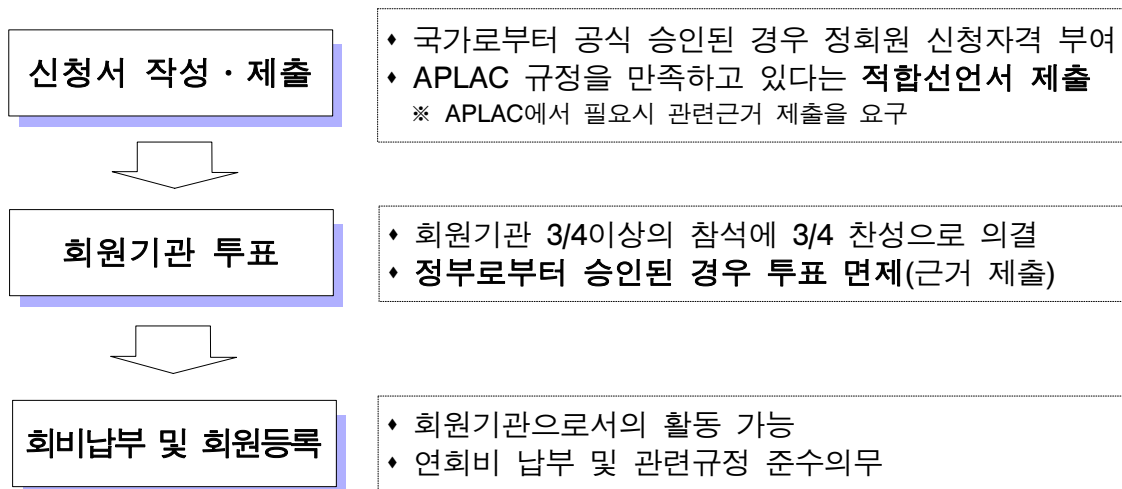 신청서 작성 · 제출
⬧ 국가로부터 공식 승인된 경우 정회원 신청자격 부여
⬧ APLAC 규정을 만족하고 있다는 적합선언서 제출
※ APLAC에서 필요시 관련근거 제출을 요구
회원기관 투표
⬧ 회원기관 3/4이상의 참석에 3/4 찬성으로 의결
⬧ 정부로부터 승인된 경우 투표 면제(근거 제출)
회비납부 및 회원등록
⬧ 회원기관으로서의 활동 가능
⬧ 연회비 납부 및 관련규정 준수의무